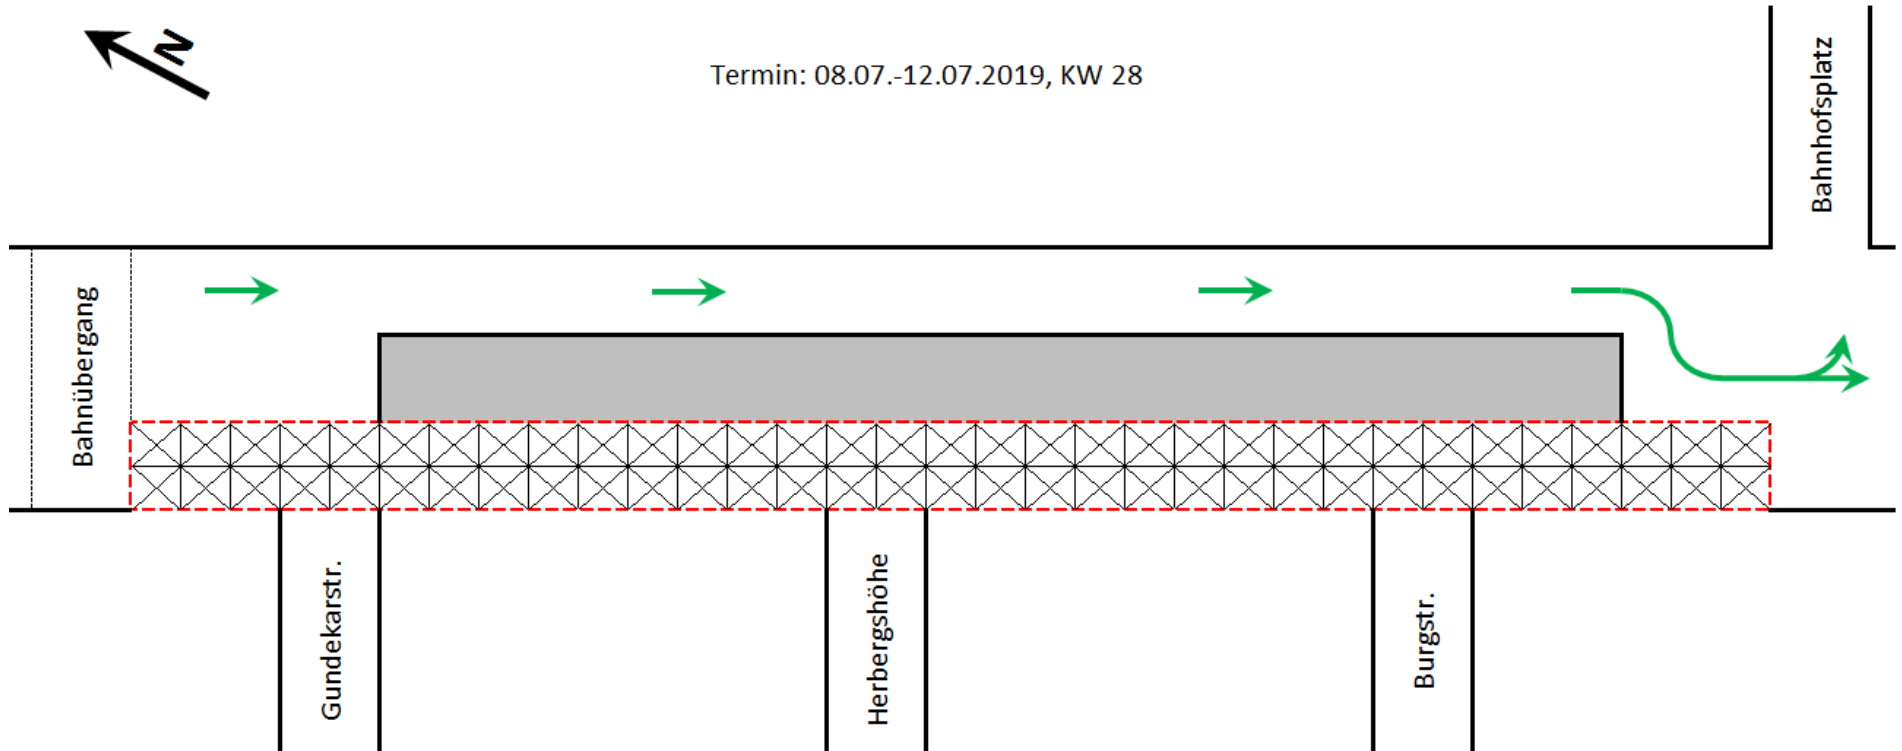 N
Termin: 08.07.-12.07.2019, KW 28
Bahnhofsplatz
Bahnübergang
Gundekarstr.
Herbergshöhe
Burgstr.